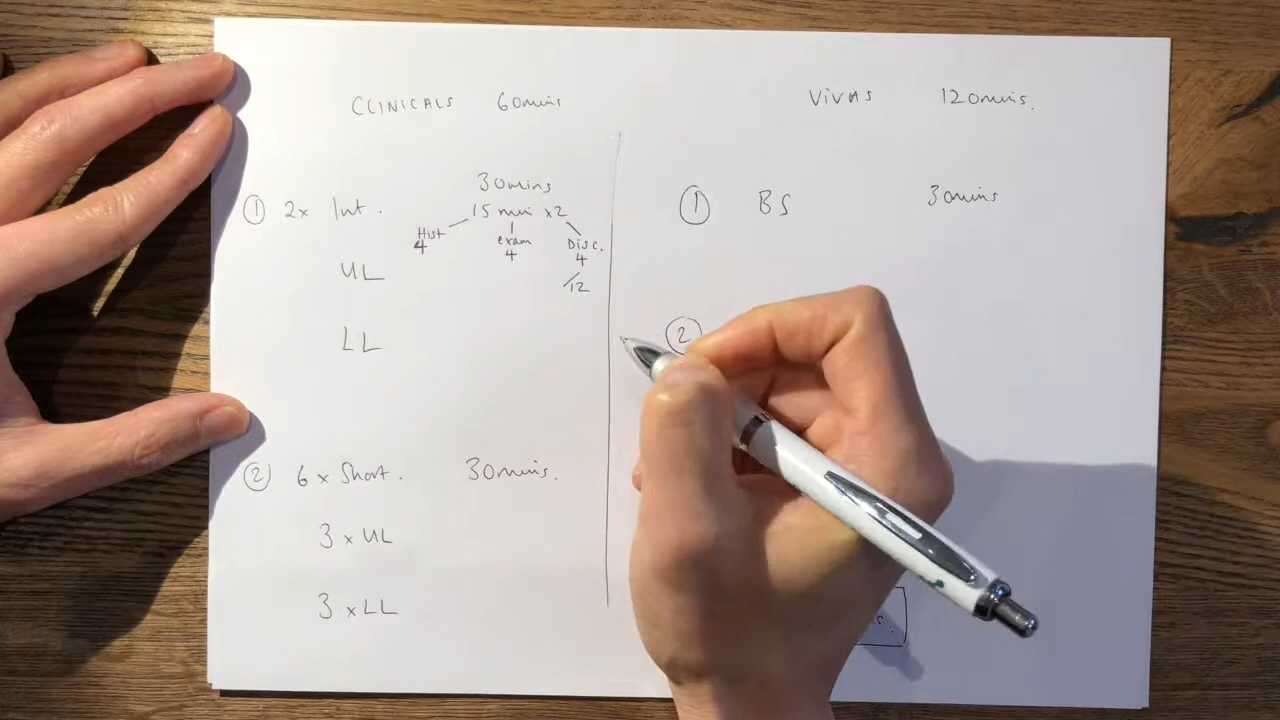 CLINICALS 60mins
30mins
① 2x Int. 15 min x2
Hist exam Disc.
4 4 4
/12
UL
LL
② 6 x Short. 30mins.
3 x UL
3 x LL
VIVAS 120mins.
① BS 30mins
②